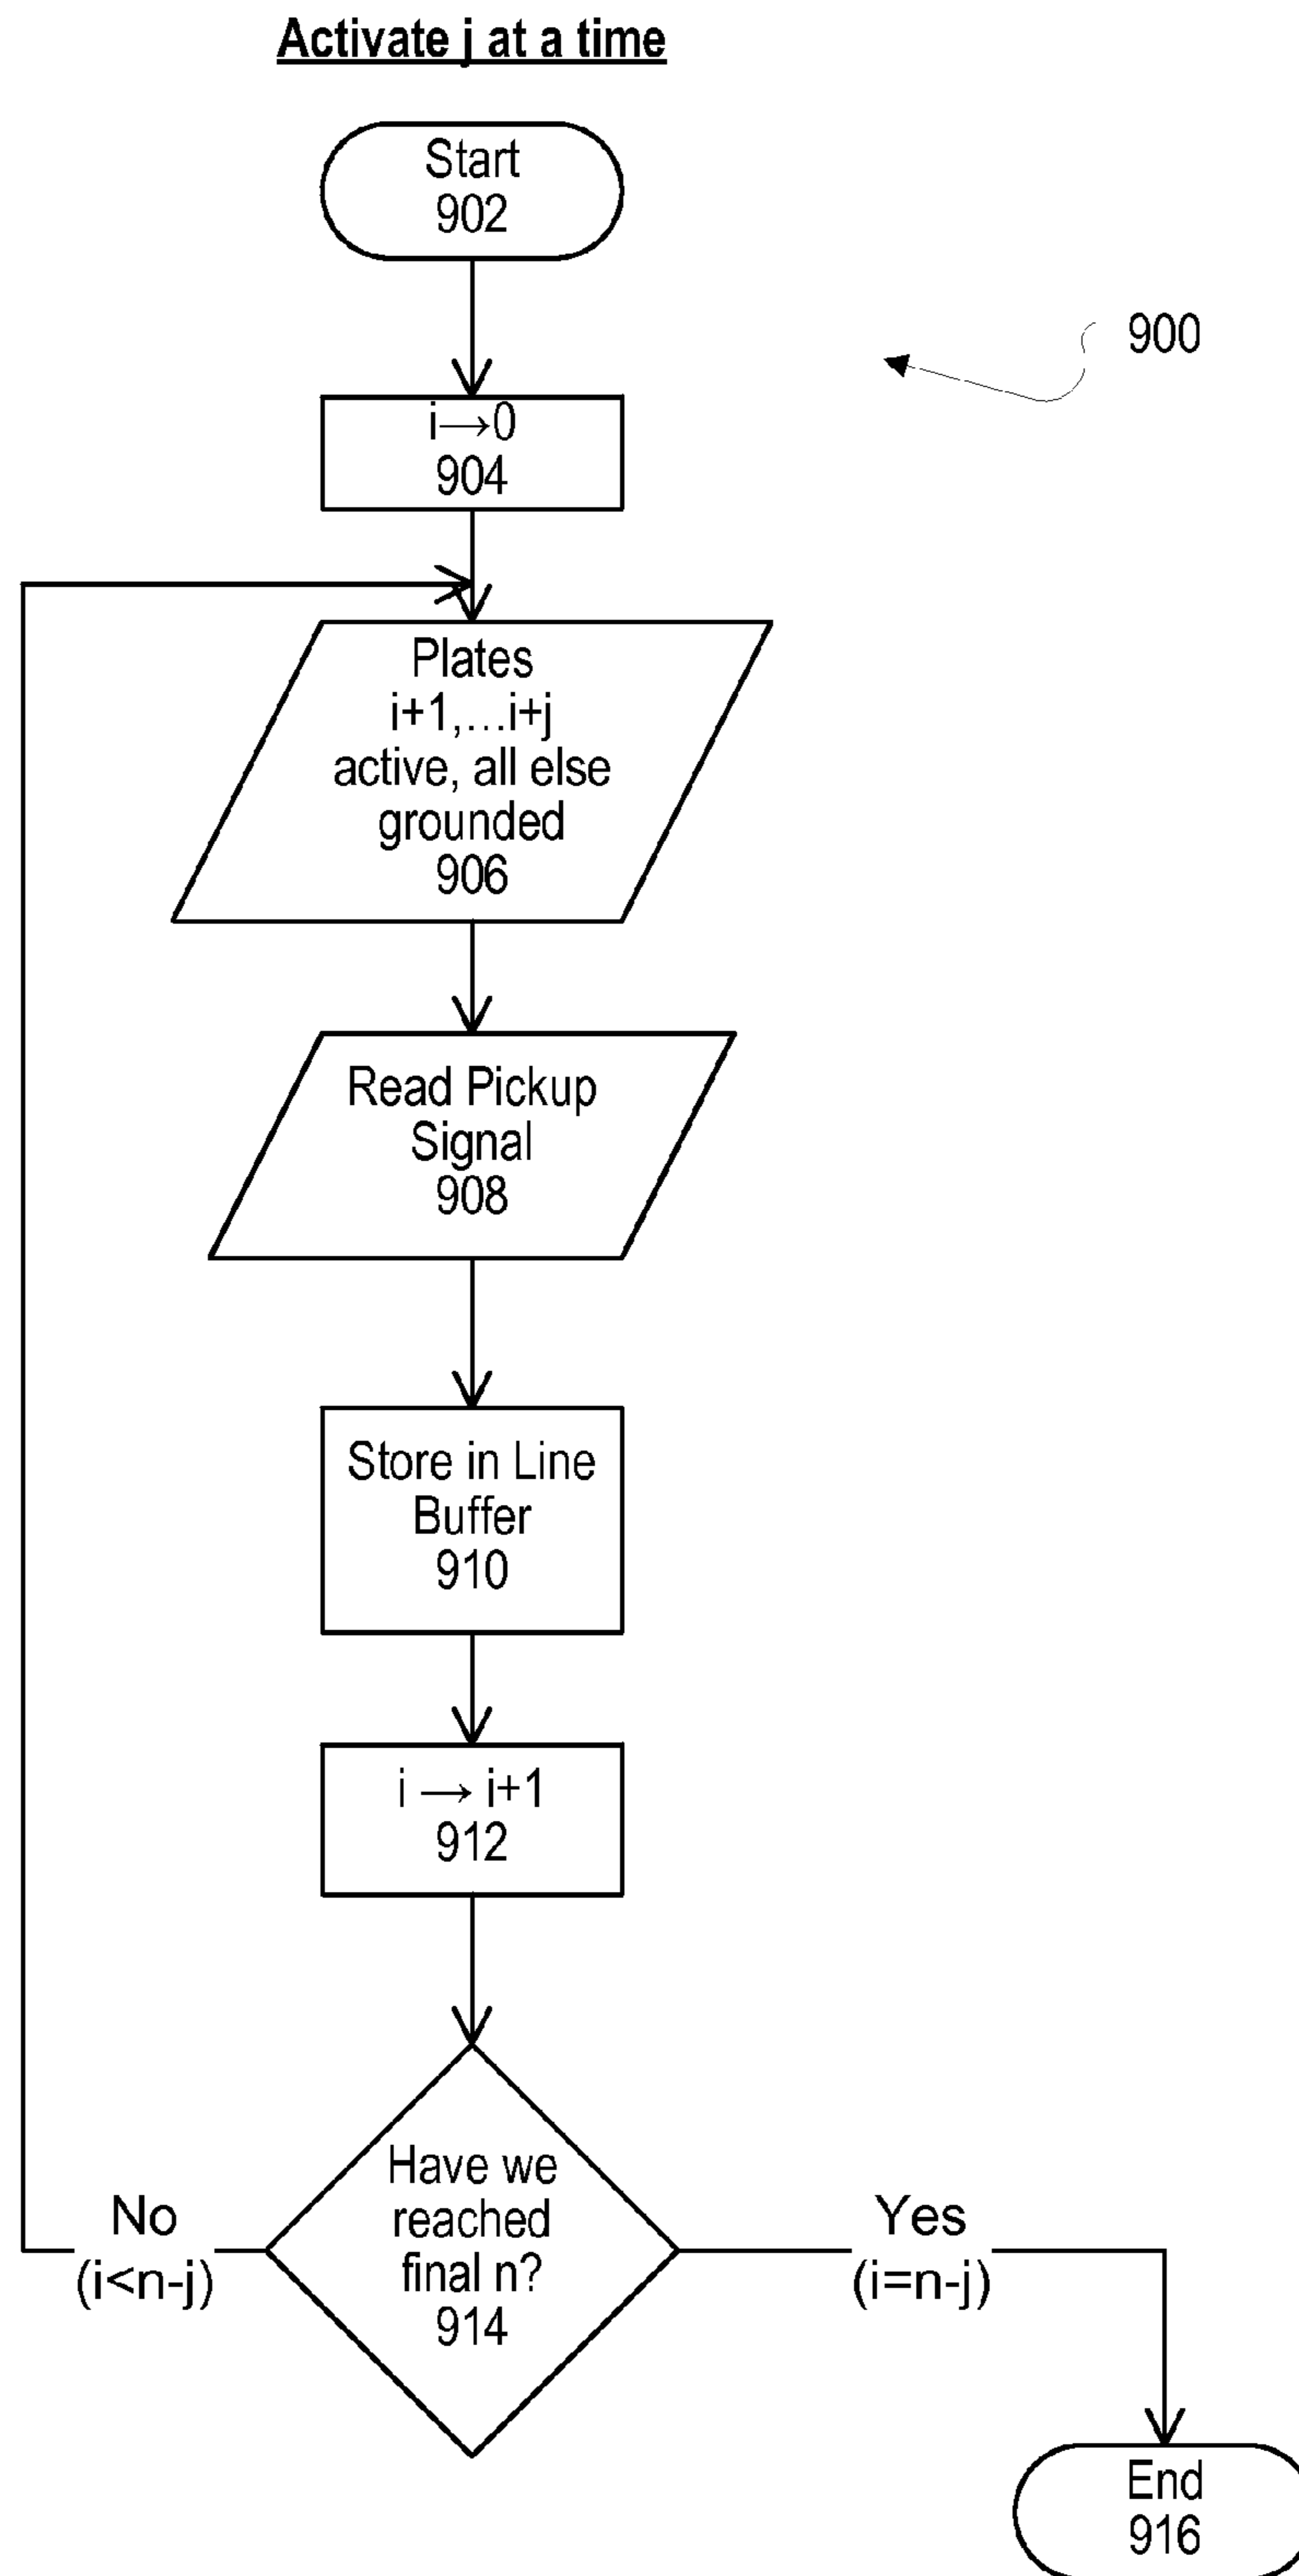 Activate j at a time
Start
902
900
i→0
904
Plates
i+1,...i+j
active, all else
grounded
906
Read Pickup
Signal
908
Store in Line
Buffer
910
i → i+1
912
Have we
reached
final n?
914
No
(i<n-j)
Yes
(i=n-j)
End
916